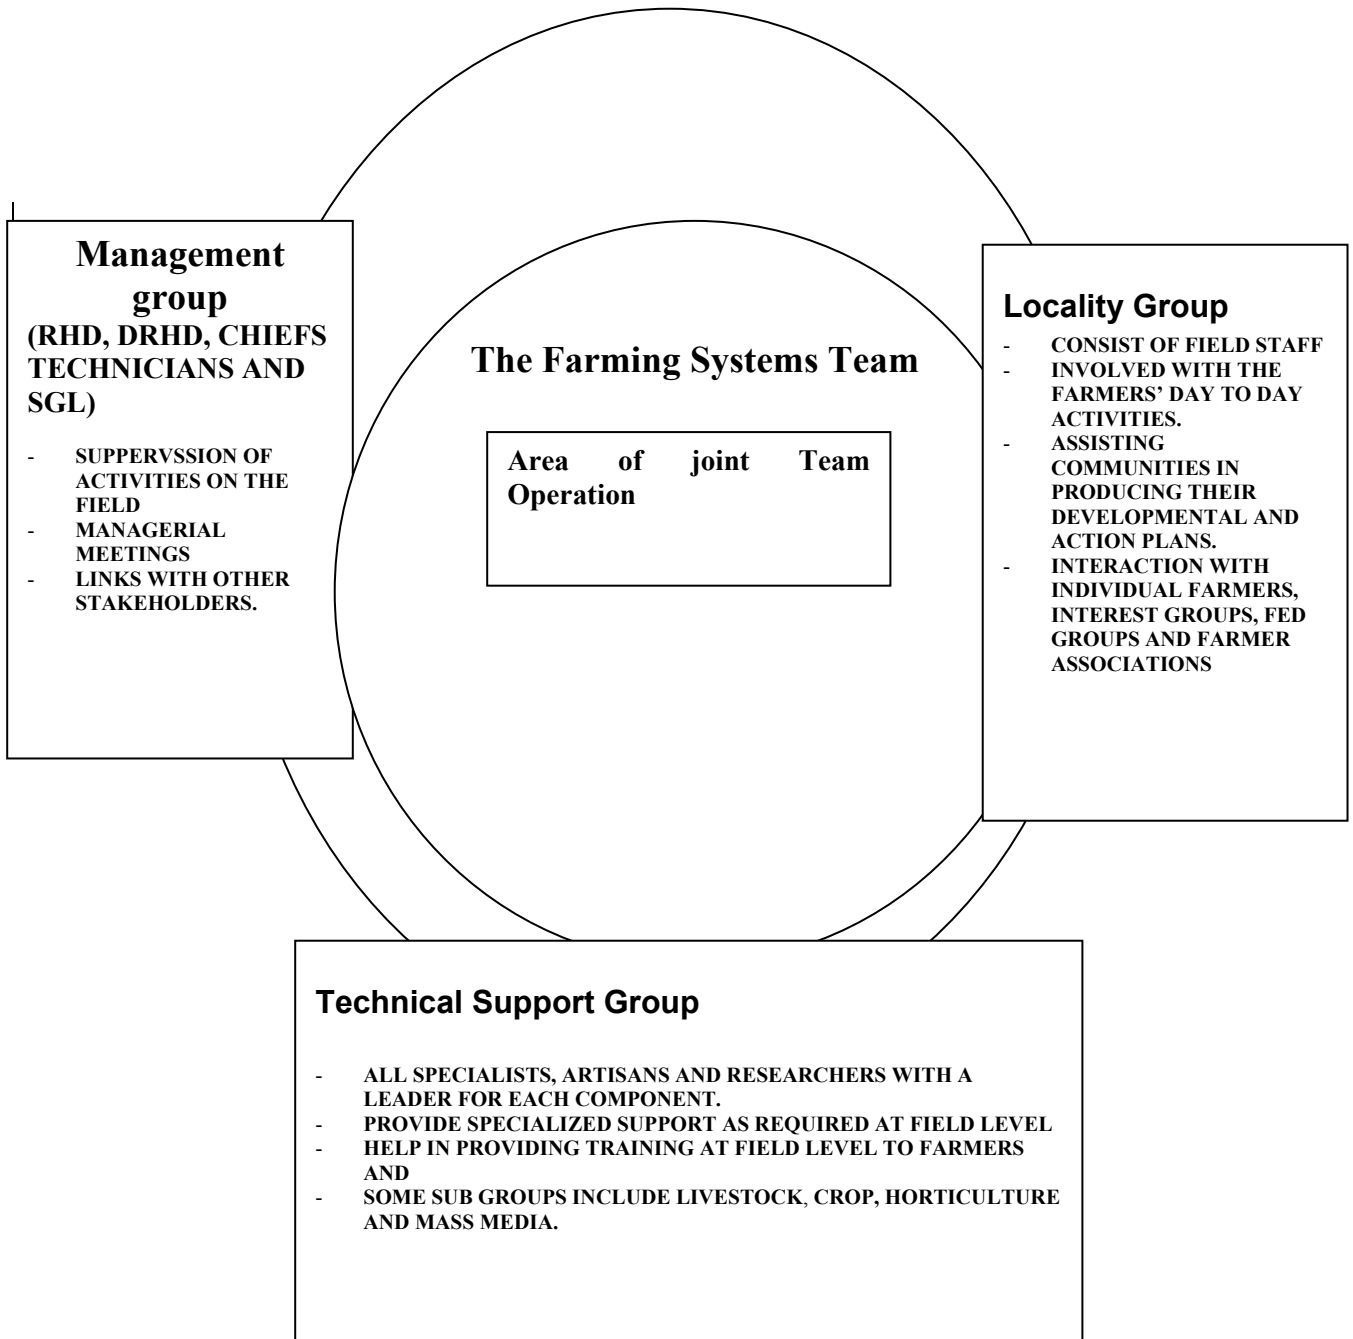 Management
group
(RHD, DRHD, CHIEFS
TECHNICIANS AND
SGL)
- SUPPERVSSION OF
ACTIVITIES ON THE
FIELD
- MANAGERIAL
MEETINGS
- LINKS WITH OTHER
STAKEHOLDERS.
The Farming Systems Team
Area of joint Team
Operation
Locality Group
- CONSIST OF FIELD STAFF
- INVOLVED WITH THE
FARMERS’ DAY TO DAY
ACTIVITIES.
- ASSISTING
COMMUNITIES IN
PRODUCING THEIR
DEVELOPMENTAL AND
ACTION PLANS.
- INTERACTION WITH
INDIVIDUAL FARMERS,
INTEREST GROUPS, FED
GROUPS AND FARMER
ASSOCIATIONS
Technical Support Group
- ALL SPECIALISTS, ARTISANS AND RESEARCHERS WITH A
LEADER FOR EACH COMPONENT.
- PROVIDE SPECIALIZED SUPPORT AS REQUIRED AT FIELD LEVEL
- HELP IN PROVIDING TRAINING AT FIELD LEVEL TO FARMERS
AND
- SOME SUB GROUPS INCLUDE LIVESTOCK, CROP, HORTICULTURE
AND MASS MEDIA.